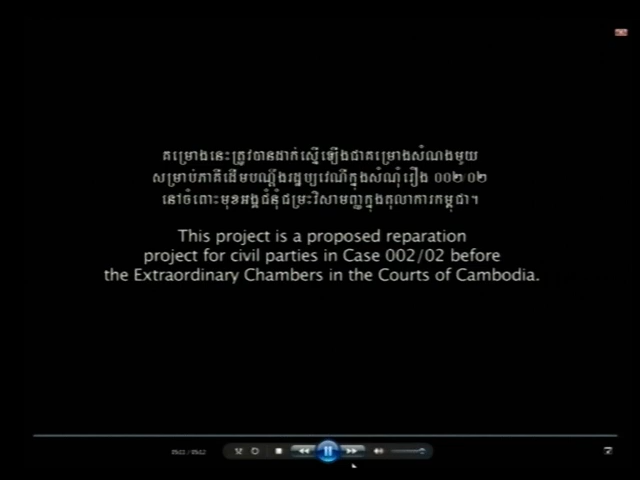 គម្រោងនេះត្រូវបានដាក់ស្នើឡើងជាគម្រោងសំណងមួយ
សម្រាប់ភាគីដើមបណ្តឹងរដ្ឋប្បវេណីក្នុងសំណុំរឿង ០០២/០២
នៅចំពោះមុខអង្គជំនុំជម្រះវិសាមញ្ញក្នុងតុលាការកម្ពុជា។
This project is a proposed reparation
project for civil parties in Case 002/02 before
the Extraordinary Chambers in the Courts of Cambodia.